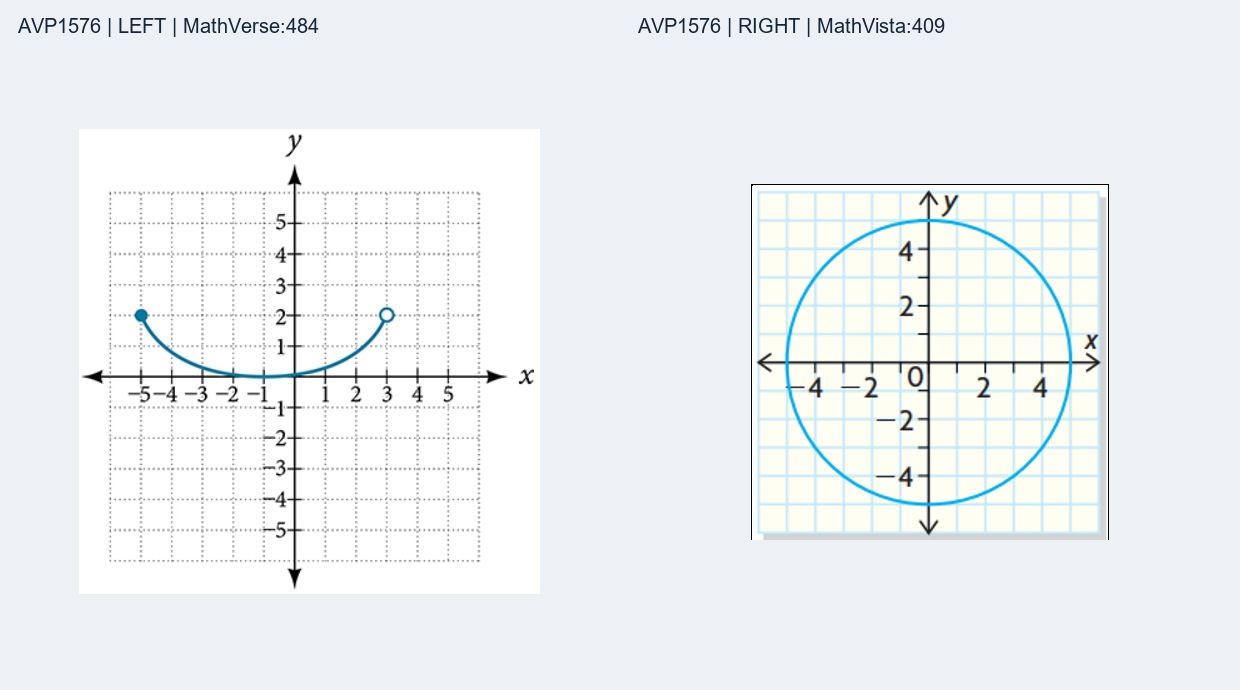 AVP1576 | LEFT | MathVerse:484
AVP1576 | RIGHT | MathVista:409
y
5
4
3
2
1
x
−5 −4 −3 −2 −1 1 2 3 4 5
−1
−2
−3
−4
−5
y
4
2
x
−4 −2 0 2 4
−2
−4